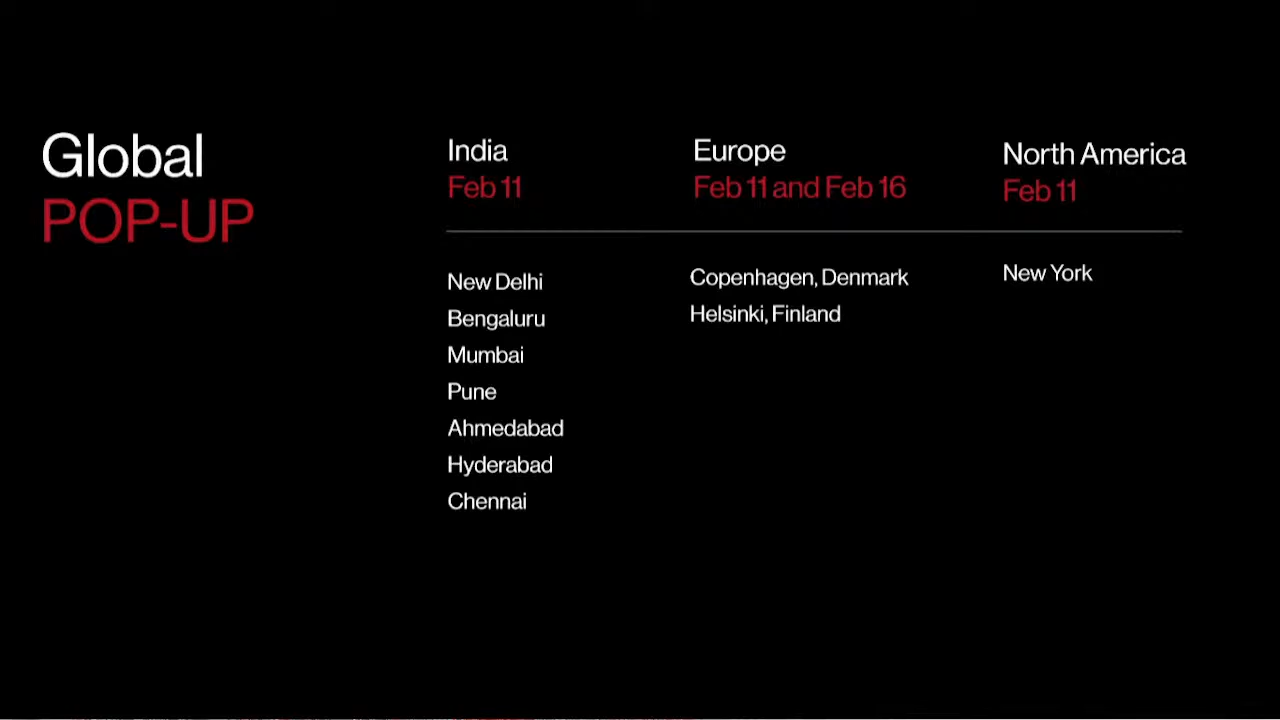 Global
POP-UP
India
Feb 11
New Delhi
Bengaluru
Mumbai
Pune
Ahmedabad
Hyderabad
Chennai
Europe
Feb 11 and Feb 16
Copenhagen, Denmark
Helsinki, Finland
North America
Feb 11
New York